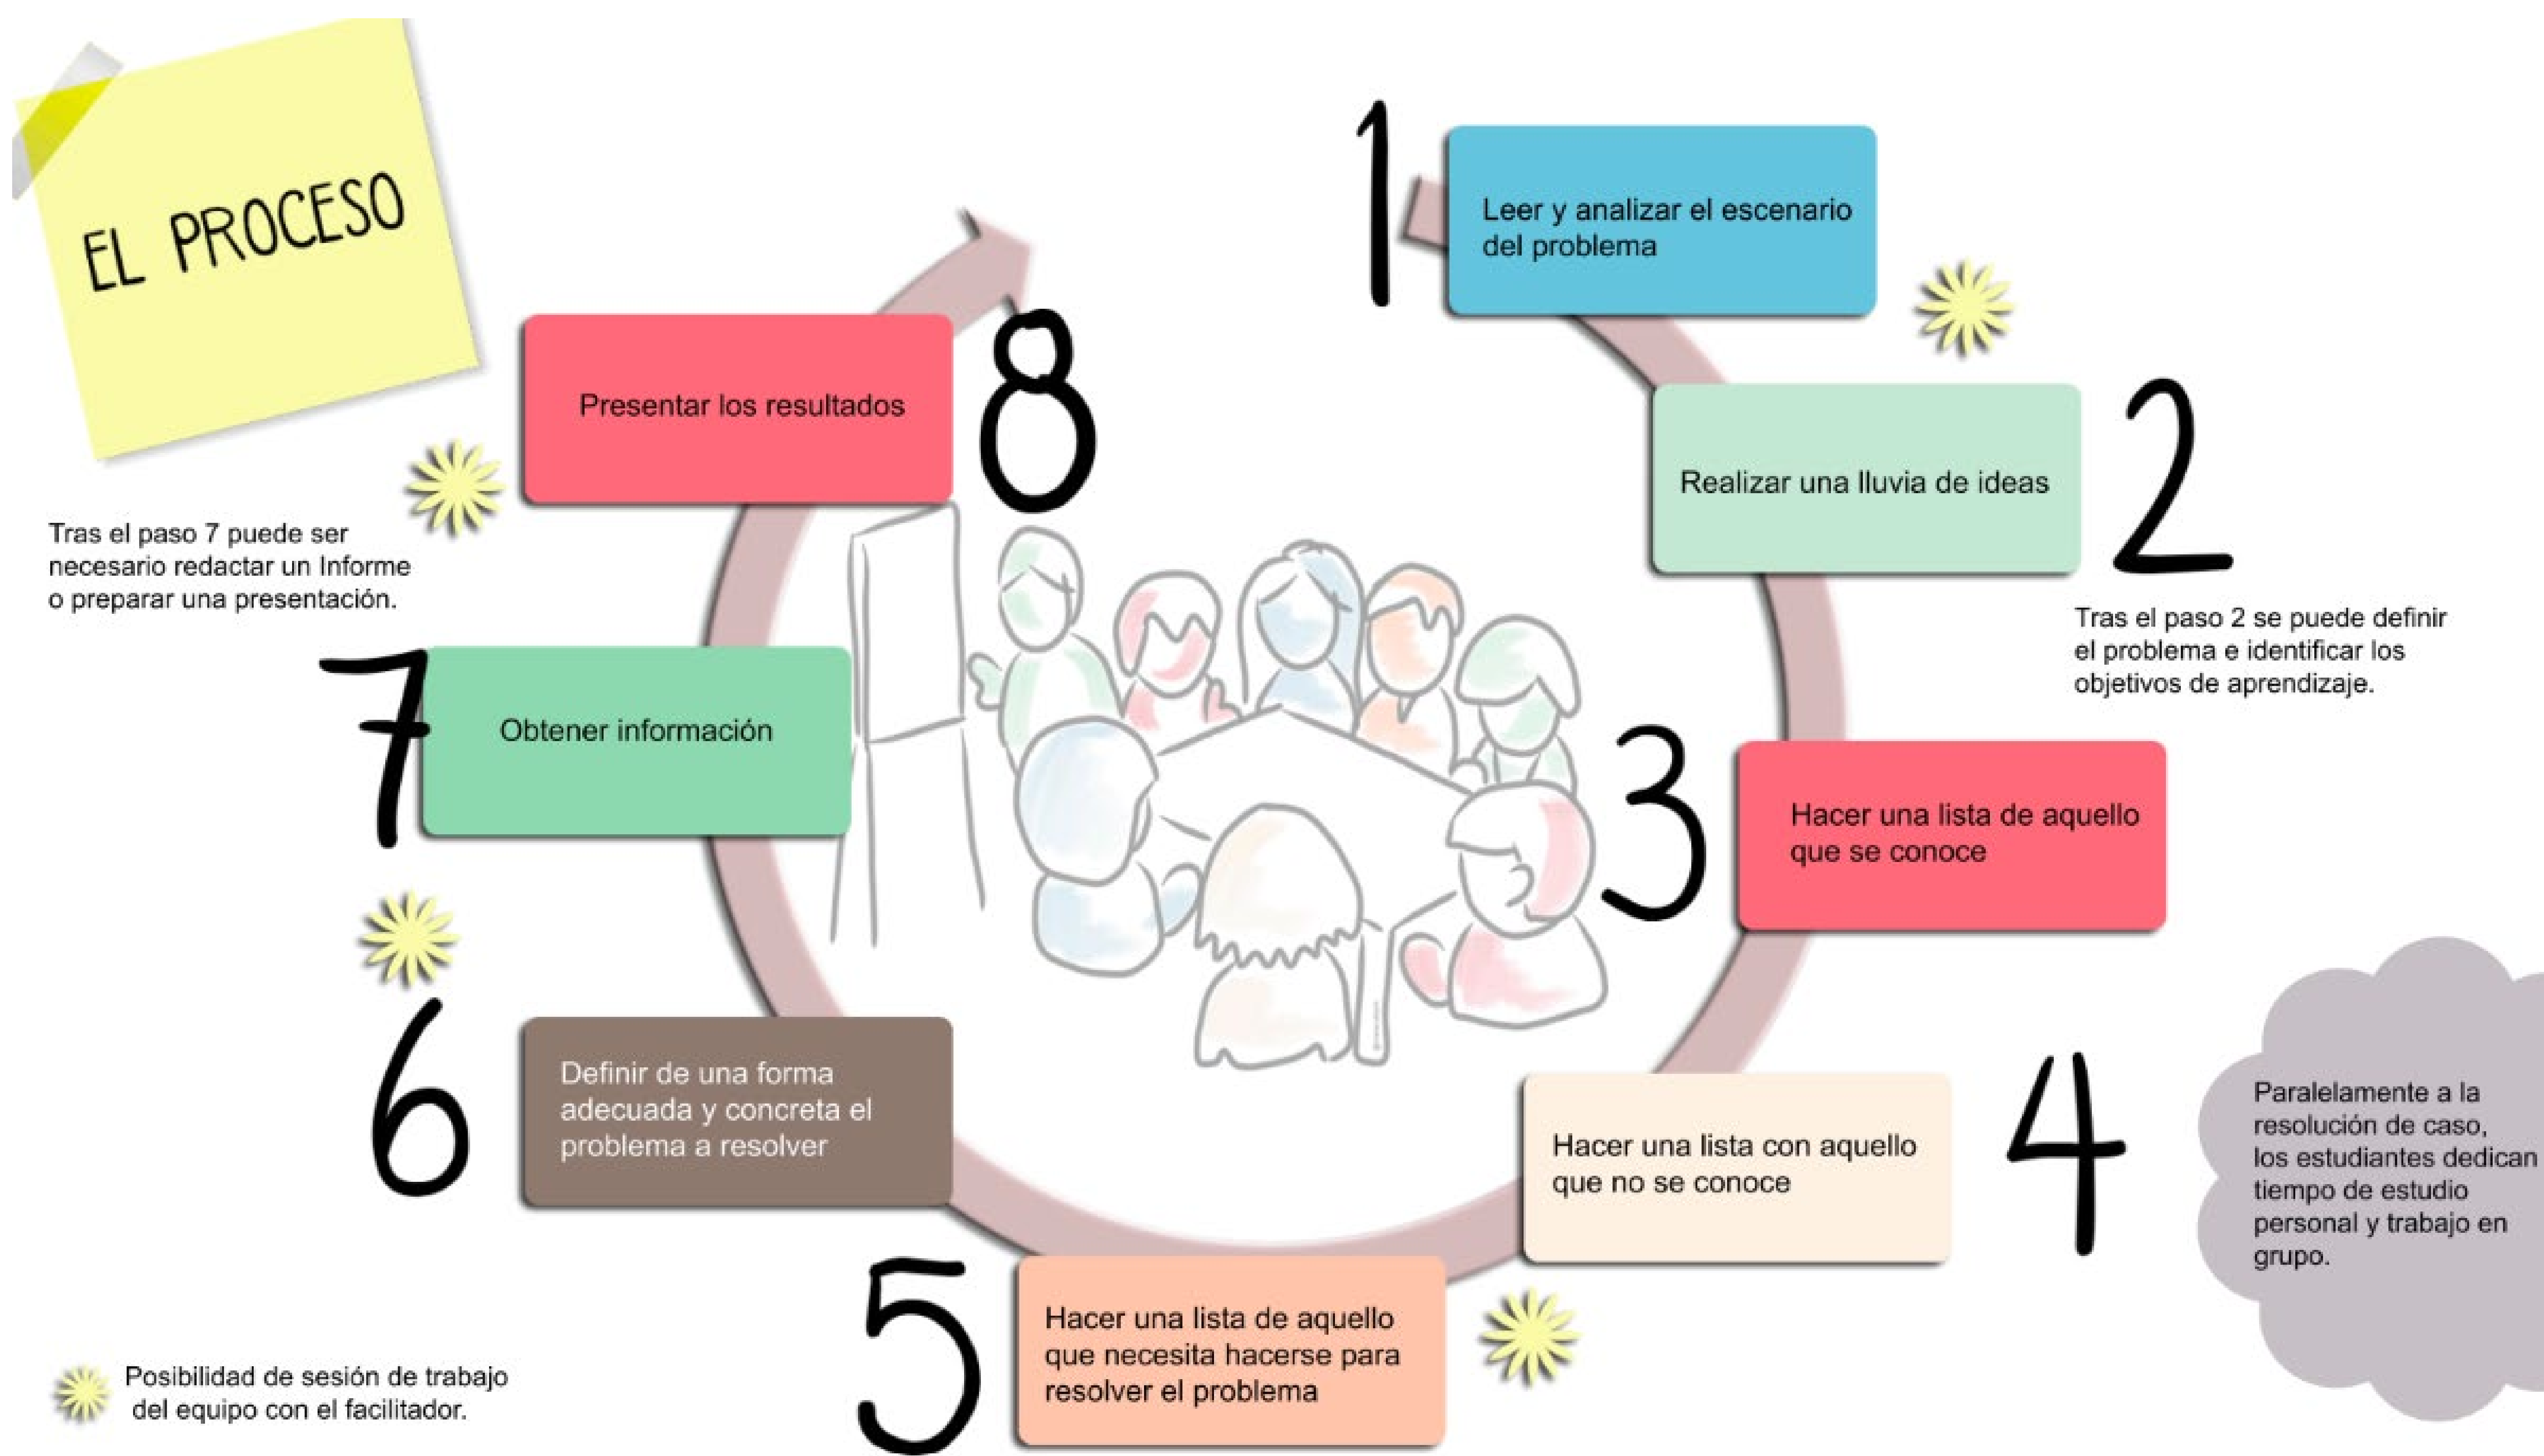 EL PROCESO
1
Leer y analizar el escenario
del problema
2
Realizar una lluvia de ideas
Tras el paso 2 se puede definir
el problema e identificar los
objetivos de aprendizaje.
3
Hacer una lista de aquello
que se conoce
4
Hacer una lista con aquello
que no se conoce
Paralelamente a la
resolución de caso,
los estudiantes dedican
tiempo de estudio
personal y trabajo en
grupo.
5
Hacer una lista de aquello
que necesita hacerse para
resolver el problema
6
Definir de una forma
adecuada y concreta el
problema a resolver
7
Obtener información
Tras el paso 7 puede ser
necesario redactar un Informe
o preparar una presentación.
8
Presentar los resultados
Posibilidad de sesión de trabajo
del equipo con el facilitador.